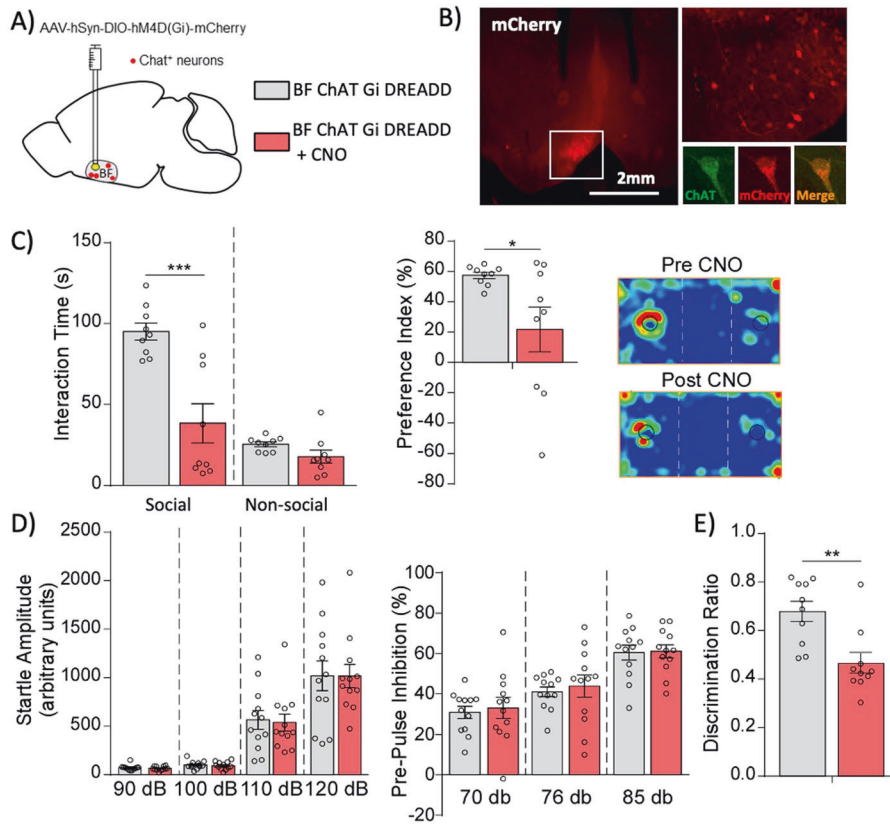 A)
AAV-hSyn-DIO-hM4D(Gi)-mCherry
Chat⁺ neurons
BF
BF ChAT Gi DREADD
BF ChAT Gi DREADD
+ CNO
B)
mCherry
2mm
ChAT
mCherry
Merge
C)
Interaction Time (s)
150
100
50
0
***
Social
Non-social
Preference Index (%)
80
60
40
20
0
-20
-40
-60
-80
*
Pre CNO
Post CNO
D)
Startle Amplitude
(arbitrary units)
2500
2000
1500
1000
500
0
90 dB
100 dB
110 dB
120 dB
Pre-Pulse Inhibition (%)
100
80
60
40
20
0
-20
70 db
76 db
85 db
E)
Discrimination Ratio
1.0
0.8
0.6
0.4
0.2
0.0
**